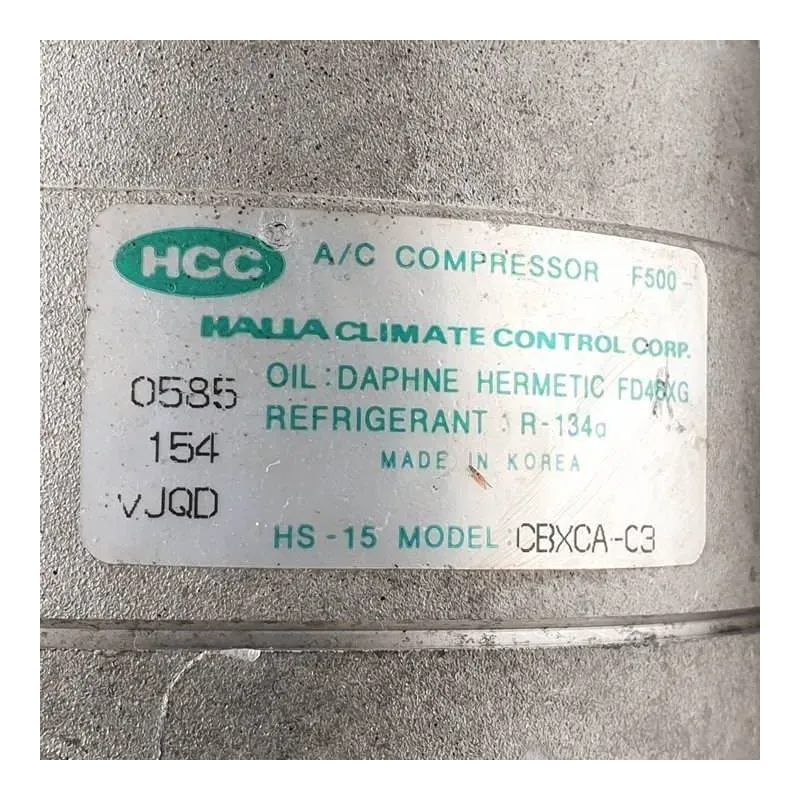 HCC A/C COMPRESSOR F500-
HALLA CLIMATE CONTROL CORP.
0585 OIL : DAPHNE HERMETIC FD46XG
154 REFRIGERANT : R-134a
MADE IN KOREA
vJQD
HS-15 MODEL : CBXCA-C3